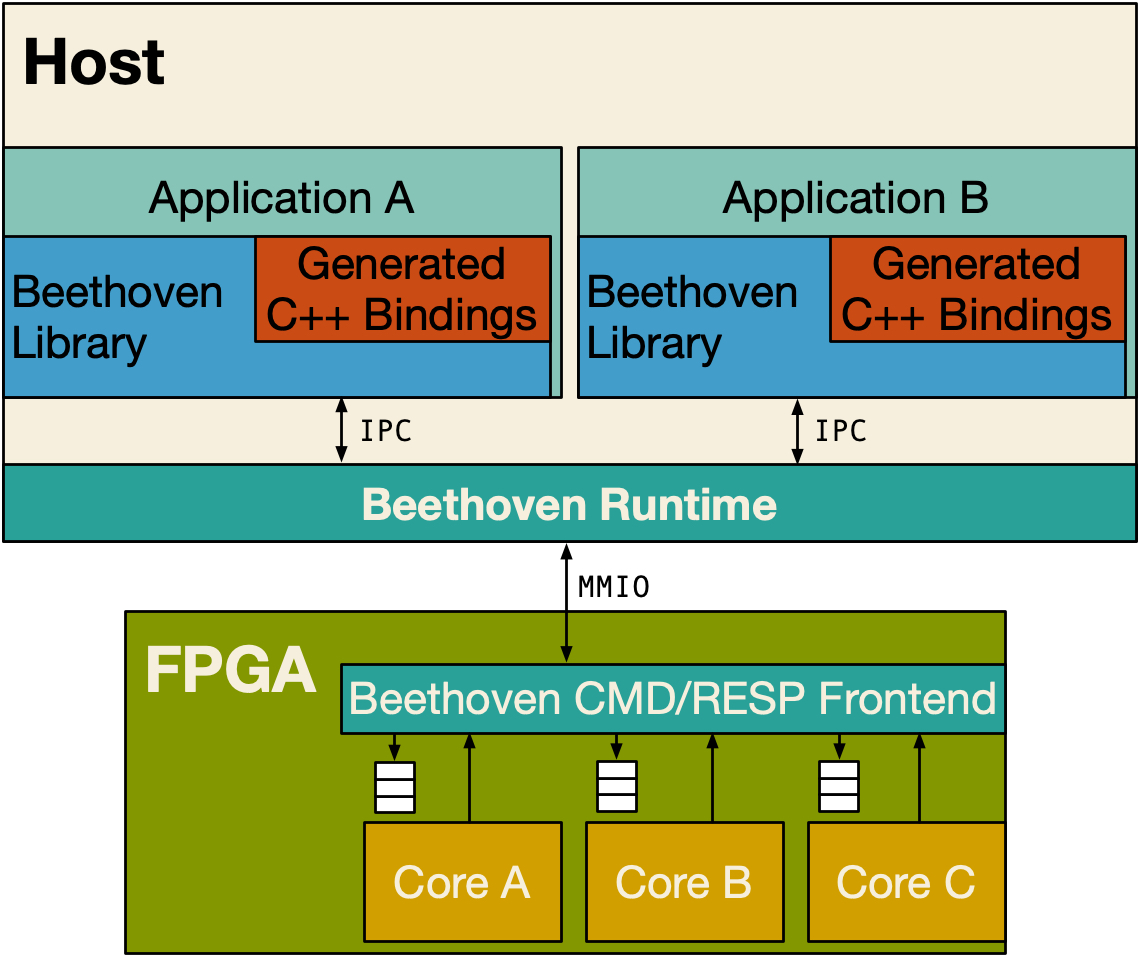 Host
Application A
Application B
Beethoven
Library
Generated
C++ Bindings
Beethoven
Library
Generated
C++ Bindings
IPC
IPC
Beethoven Runtime
MMIO
FPGA
Beethoven CMD/RESP Frontend
Core A
Core B
Core C